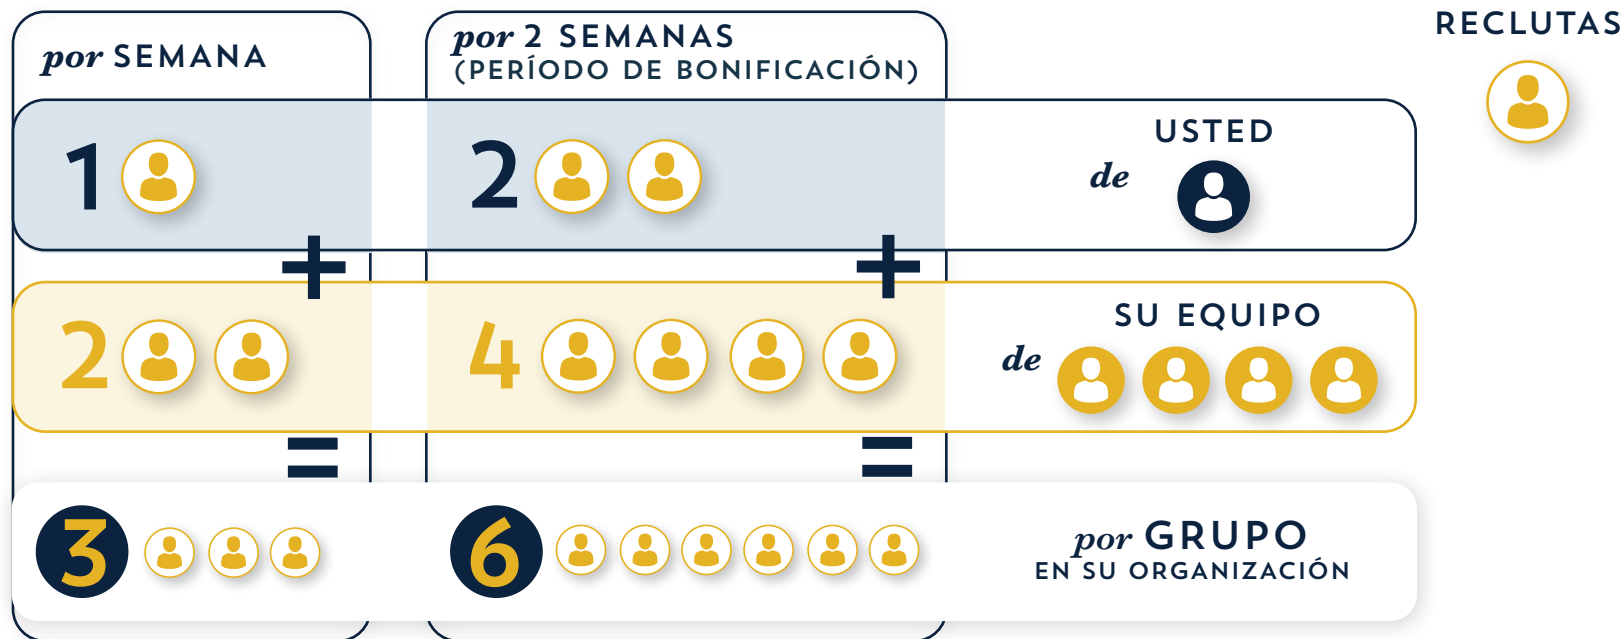 por SEMANA
por 2 SEMANAS
(PERÍODO DE BONIFICACIÓN)
RECLUTAS
1
2
USTED
de
+
+
2
4
SU EQUIPO
de
=
=
3
6
por GRUPO
EN SU ORGANIZACIÓN